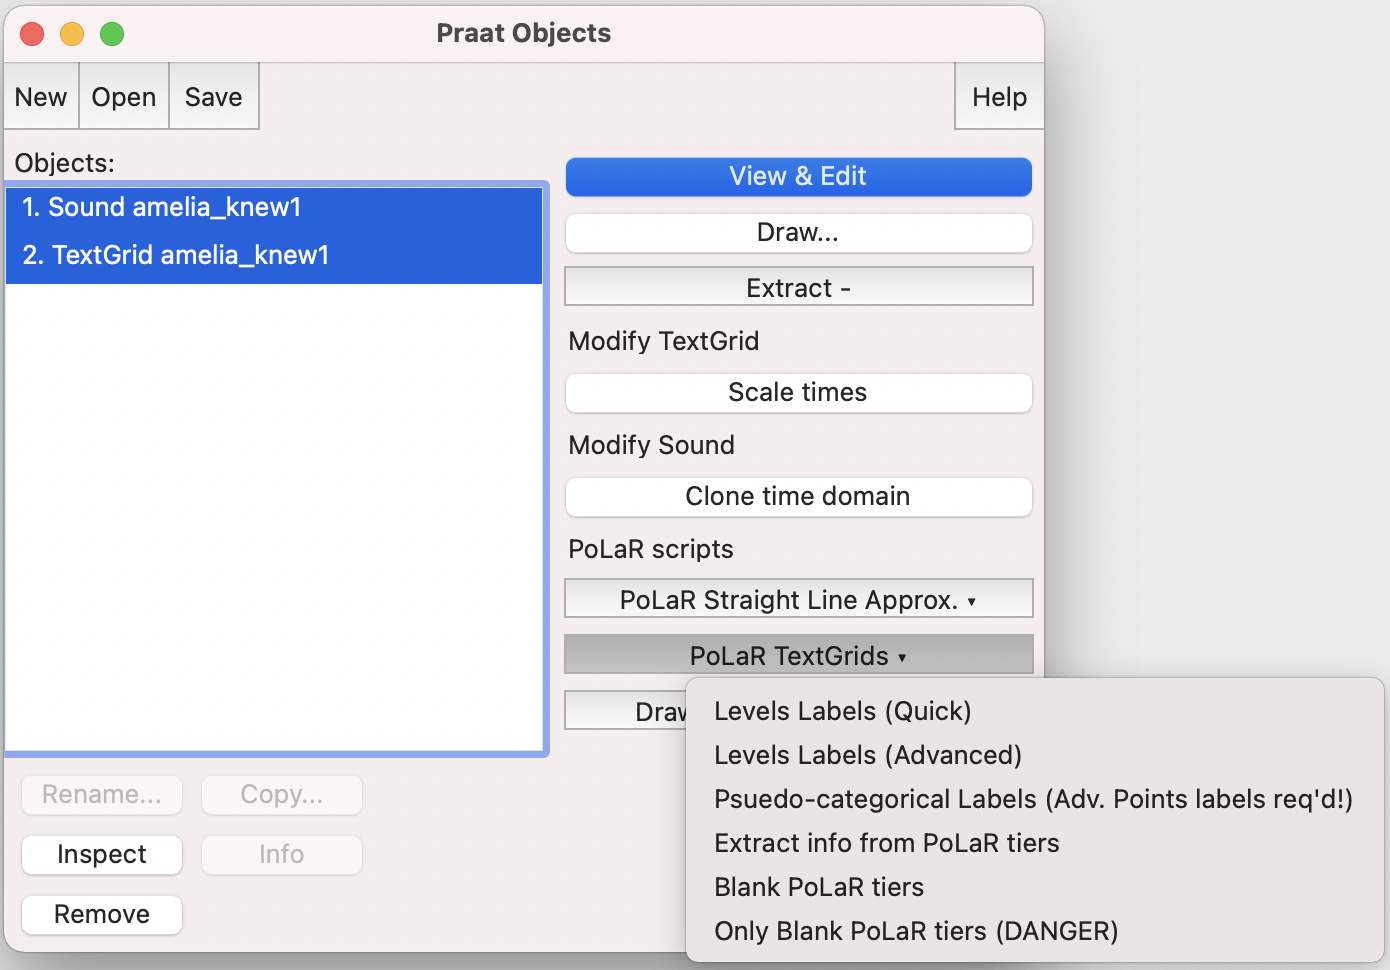 Praat Objects
New
Open
Save
Help
Objects:
1. Sound amelia_knew1
2. TextGrid amelia_knew1
View & Edit
Draw...
Extract -
Modify TextGrid
Scale times
Modify Sound
Clone time domain
PoLaR scripts
PoLaR Straight Line Approx. ▾
PoLaR TextGrids ▾
Draw
Levels Labels (Quick)
Levels Labels (Advanced)
Psuedo-categorical Labels (Adv. Points labels req'd!)
Extract info from PoLaR tiers
Blank PoLaR tiers
Only Blank PoLaR tiers (DANGER)
Rename...
Copy...
Inspect
Info
Remove